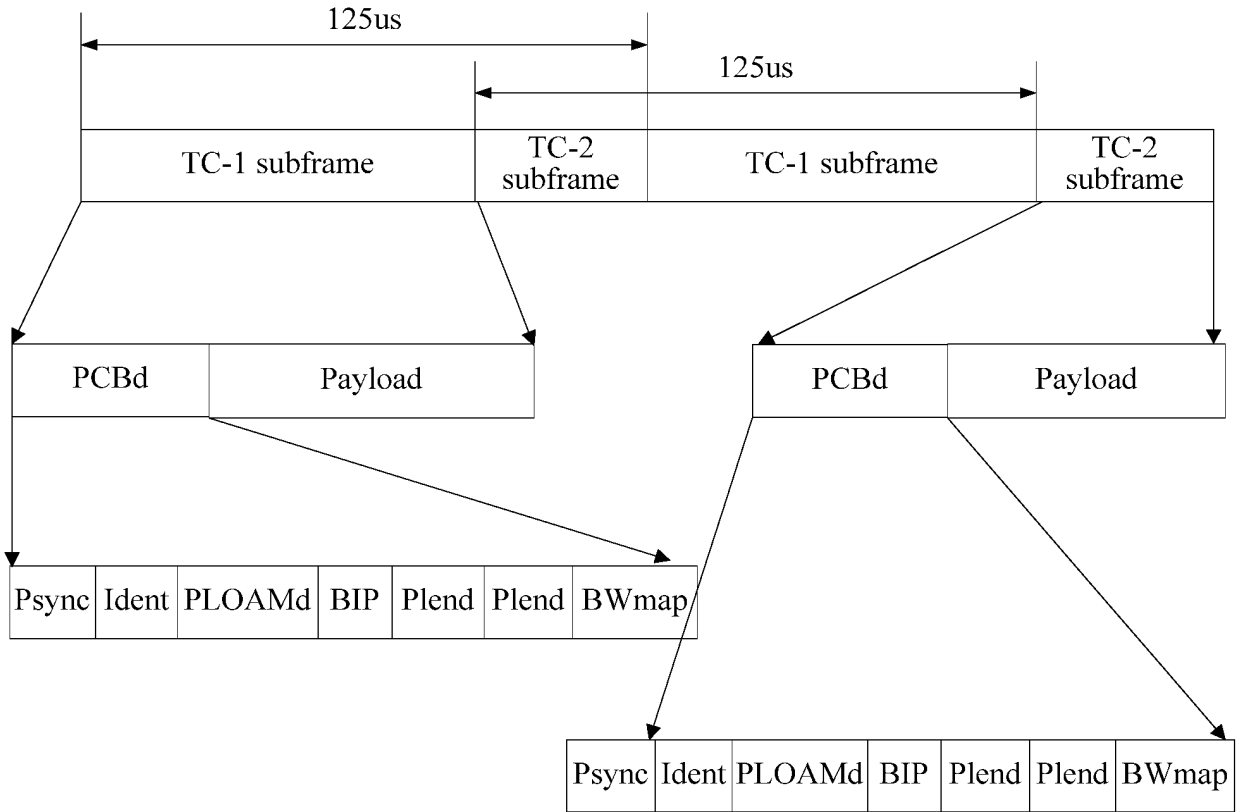 125us
125us
TC-1 subframe
TC-2
subframe
TC-1 subframe
TC-2
subframe
PCBd
Payload
PCBd
Payload
Psync Ident PLOAMd BIP Plend Plend BWmap
Psync Ident PLOAMd BIP Plend Plend BWmap